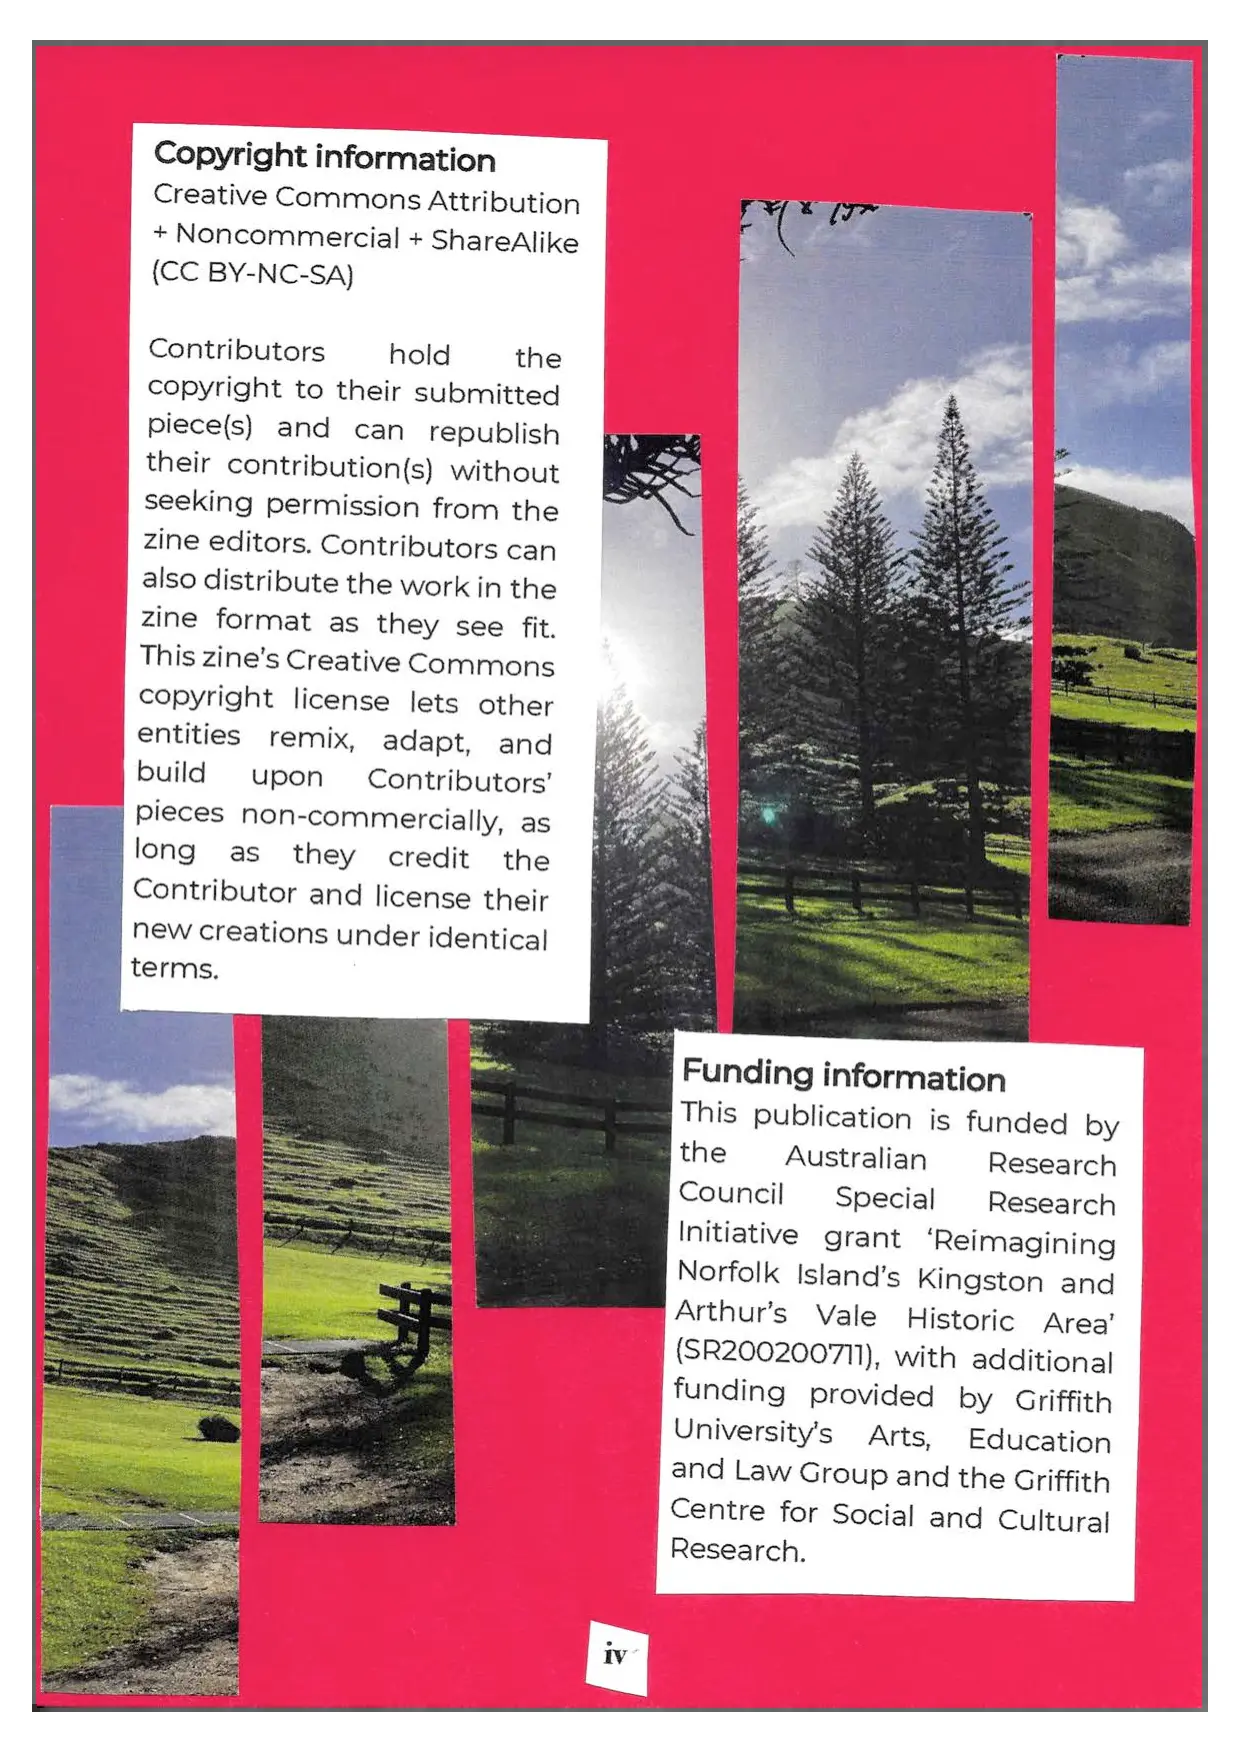 Copyright information
Creative Commons Attribution
+ Noncommercial + ShareAlike
(CC BY-NC-SA)
Contributors hold the
copyright to their submitted
piece(s) and can republish
their contribution(s) without
seeking permission from the
zine editors. Contributors can
also distribute the work in the
zine format as they see fit.
This zine's Creative Commons
copyright license lets other
entities remix, adapt, and
build upon Contributors'
pieces non-commercially, as
long as they credit the
Contributor and license their
new creations under identical
terms.
Funding information
This publication is funded by
the Australian Research
Council Special Research
Initiative grant ‘Reimagining
Norfolk Island's Kingston and
Arthur's Vale Historic Area'
(SR200200711), with additional
funding provided by Griffith
University's Arts, Education
and Law Group and the Griffith
Centre for Social and Cultural
Research.
iv